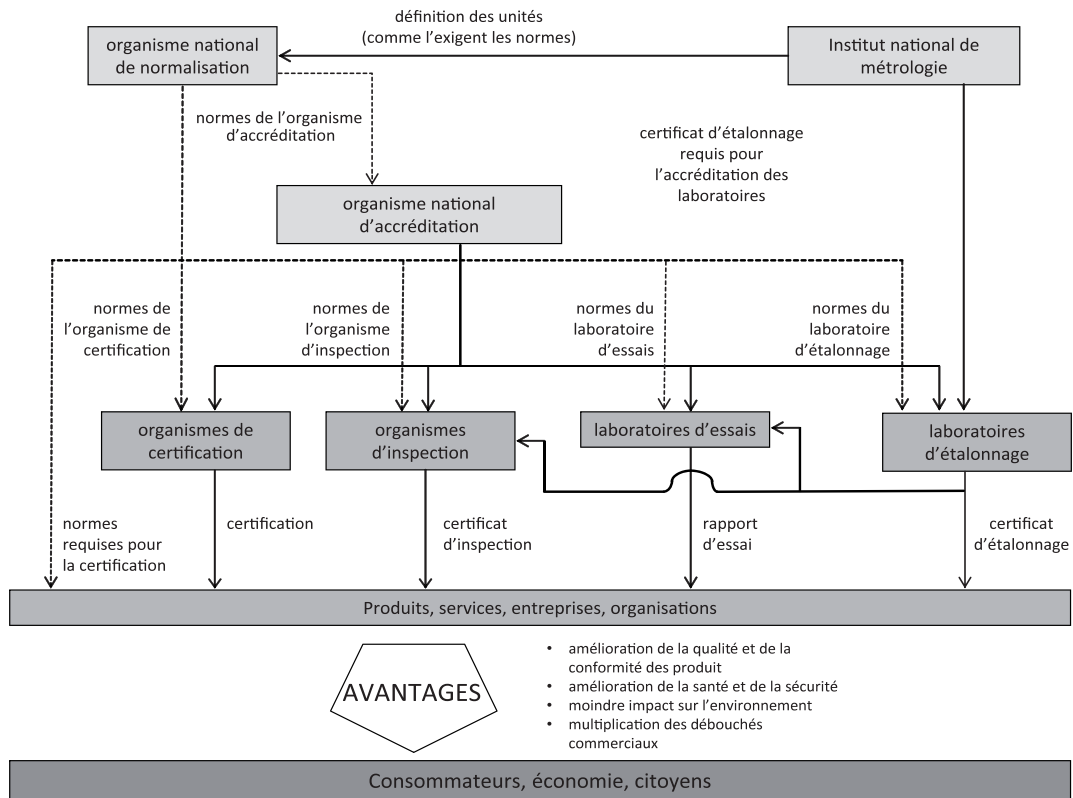 définition des unités
(comme l’exigent les normes)
organisme national
de normalisation
Institut national de
métrologie
normes de l’organisme
d’accréditation
certificat d’étalonnage
requis pour
l’accréditation des
laboratoires
organisme national
d’accréditation
normes de
l’organisme de
certification
normes de
l’organisme
d’inspection
normes du
laboratoire
d’essais
normes du
laboratoire
d’étalonnage
organismes de
certification
organismes
d’inspection
laboratoires d’essais
laboratoires
d’étalonnage
normes
requises pour
la certification
certification
certificat
d’inspection
rapport
d’essai
certificat
d’étalonnage
Produits, services, entreprises, organisations
AVANTAGES
• amélioration de la qualité et de la
conformité des produit
• amélioration de la santé et de la sécurité
• moindre impact sur l’environnement
• multiplication des débouchés
commerciaux
Consommateurs, économie, citoyens